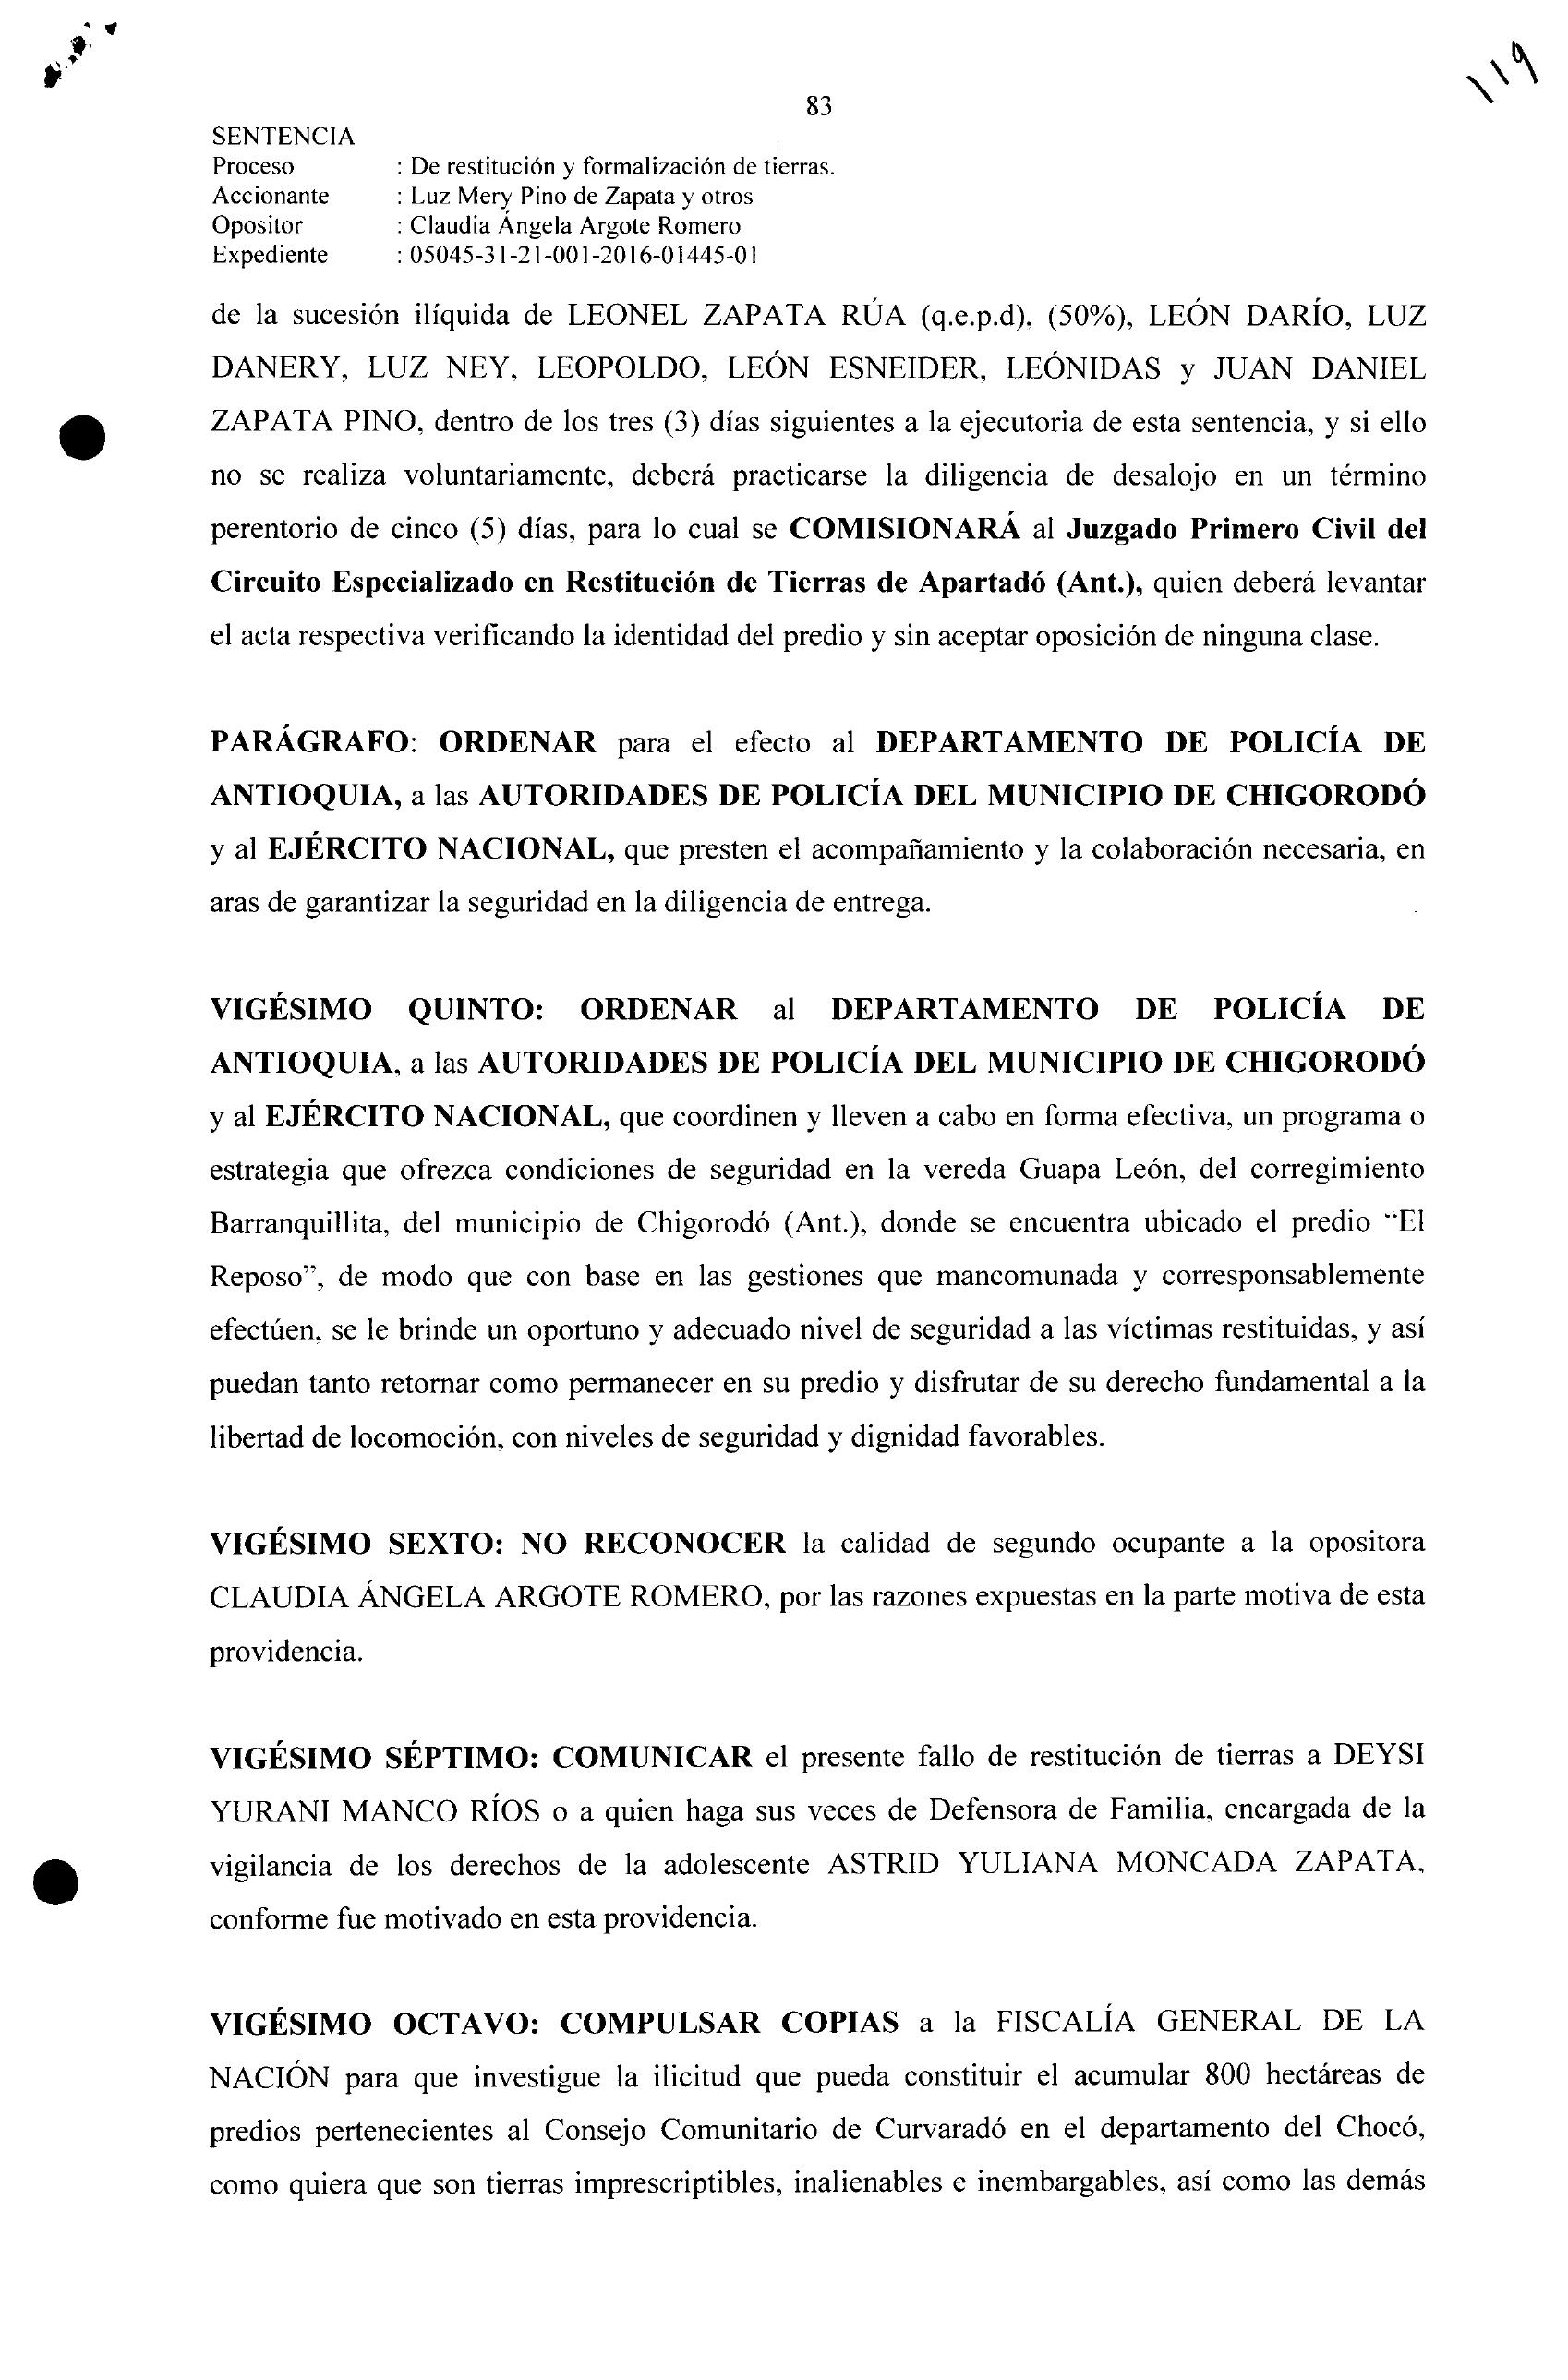 119
83
SENTENCIA
Proceso : De restitución y formalización de tierras.
Accionante : Luz Mery Pino de Zapata y otros
Opositor : Claudia Ángela Argote Romero
Expediente : 05045-31-21-001-2016-01445-01
de la sucesión ilíquida de LEONEL ZAPATA RÚA (q.e.p.d), (50%), LEÓN DARÍO, LUZ
DANERY, LUZ NEY, LEOPOLDO, LEÓN ESNEIDER, LEÓNIDAS y JUAN DANIEL
ZAPATA PINO, dentro de los tres (3) días siguientes a la ejecutoria de esta sentencia, y si ello
no se realiza voluntariamente, deberá practicarse la diligencia de desalojo en un término
perentorio de cinco (5) días, para lo cual se COMISIONARÁ al Juzgado Primero Civil del
Circuito Especializado en Restitución de Tierras de Apartadó (Ant.), quien deberá levantar
el acta respectiva verificando la identidad del predio y sin aceptar oposición de ninguna clase.
PARÁGRAFO: ORDENAR para el efecto al DEPARTAMENTO DE POLICÍA DE
ANTIOQUIA, a las AUTORIDADES DE POLICÍA DEL MUNICIPIO DE CHIGORODÓ
y al EJÉRCITO NACIONAL, que presten el acompañamiento y la colaboración necesaria, en
aras de garantizar la seguridad en la diligencia de entrega.
VIGÉSIMO QUINTO: ORDENAR al DEPARTAMENTO DE POLICÍA DE
ANTIOQUIA, a las AUTORIDADES DE POLICÍA DEL MUNICIPIO DE CHIGORODÓ
y al EJÉRCITO NACIONAL, que coordinen y lleven a cabo en forma efectiva, un programa o
estrategia que ofrezca condiciones de seguridad en la vereda Guapa León, del corregimiento
Barranquillita, del municipio de Chigorodó (Ant.), donde se encuentra ubicado el predio “El
Reposo”, de modo que con base en las gestiones que mancomunada y corresponsablemente
efectúen, se le brinde un oportuno y adecuado nivel de seguridad a las víctimas restituidas, y así
puedan tanto retornar como permanecer en su predio y disfrutar de su derecho fundamental a la
libertad de locomoción, con niveles de seguridad y dignidad favorables.
VIGÉSIMO SEXTO: NO RECONOCER la calidad de segundo ocupante a la opositora
CLAUDIA ÁNGELA ARGOTE ROMERO, por las razones expuestas en la parte motiva de esta
providencia.
VIGÉSIMO SÉPTIMO: COMUNICAR el presente fallo de restitución de tierras a DEYSI
YURANI MANCO RÍOS o a quien haga sus veces de Defensora de Familia, encargada de la
vigilancia de los derechos de la adolescente ASTRID YULIANA MONCADA ZAPATA,
conforme fue motivado en esta providencia.
VIGÉSIMO OCTAVO: COMPULSAR COPIAS a la FISCALÍA GENERAL DE LA
NACIÓN para que investigue la ilicitud que pueda constituir el acumular 800 hectáreas de
predios pertenecientes al Consejo Comunitario de Curvaradó en el departamento del Chocó,
como quiera que son tierras imprescriptibles, inalienables e inembargables, así como las demás